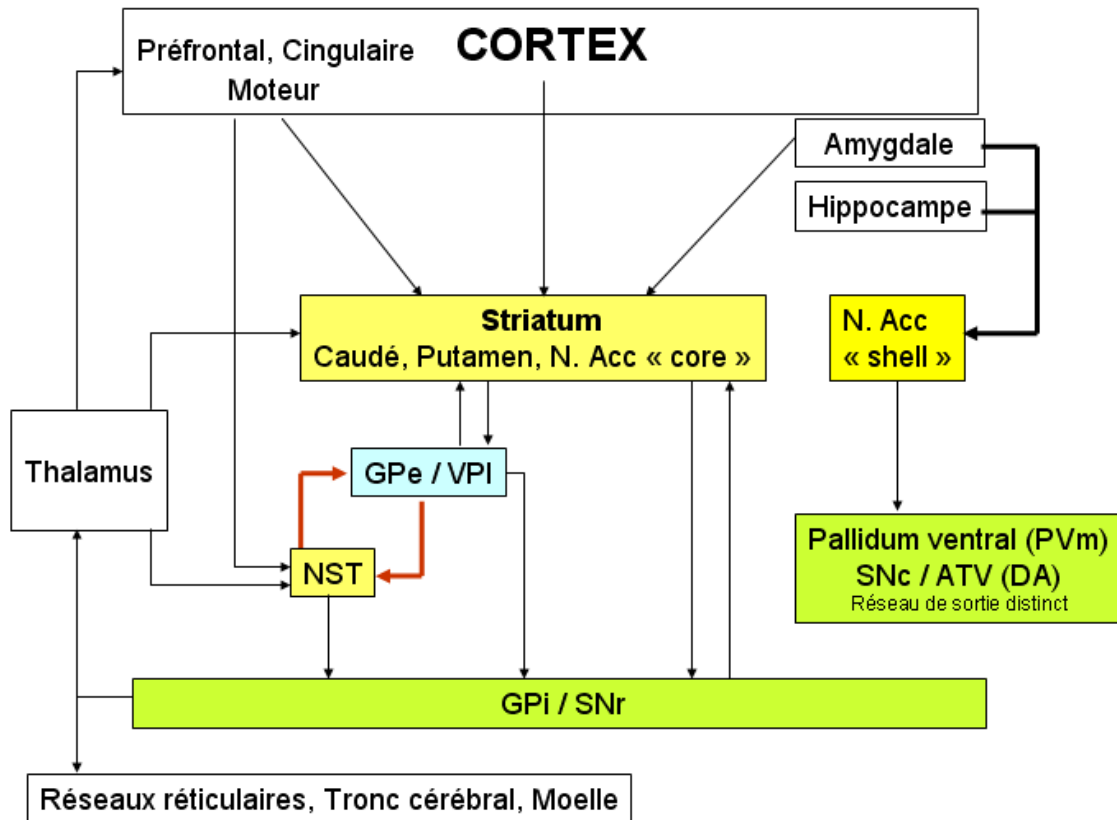 Préfrontal, Cingulaire CORTEX
Moteur
Amygdale
Hippocampe
Striatum
Caudé, Putamen, N. Acc « core »
N. Acc
« shell »
Thalamus
GPe / VPl
NST
Pallidum ventral (PVm)
SNc / ATV (DA)
Réseau de sortie distinct
GPi / SNr
Réseaux réticulaires, Tronc cérébral, Moelle